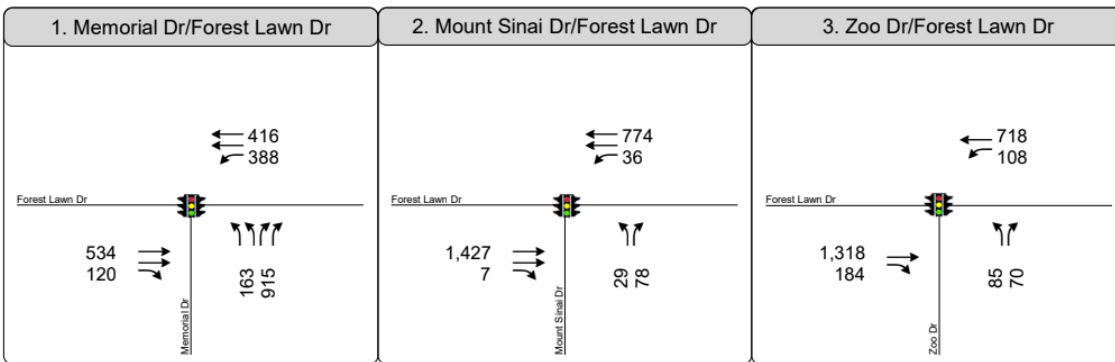 1. Memorial Dr/Forest Lawn Dr
416
388
Forest Lawn Dr
534
120
163
915
Memorial Dr
2. Mount Sinai Dr/Forest Lawn Dr
774
36
Forest Lawn Dr
1,427
7
29
78
Mount Sinai Dr
3. Zoo Dr/Forest Lawn Dr
718
108
Forest Lawn Dr
1,318
184
85
70
Zoo Dr